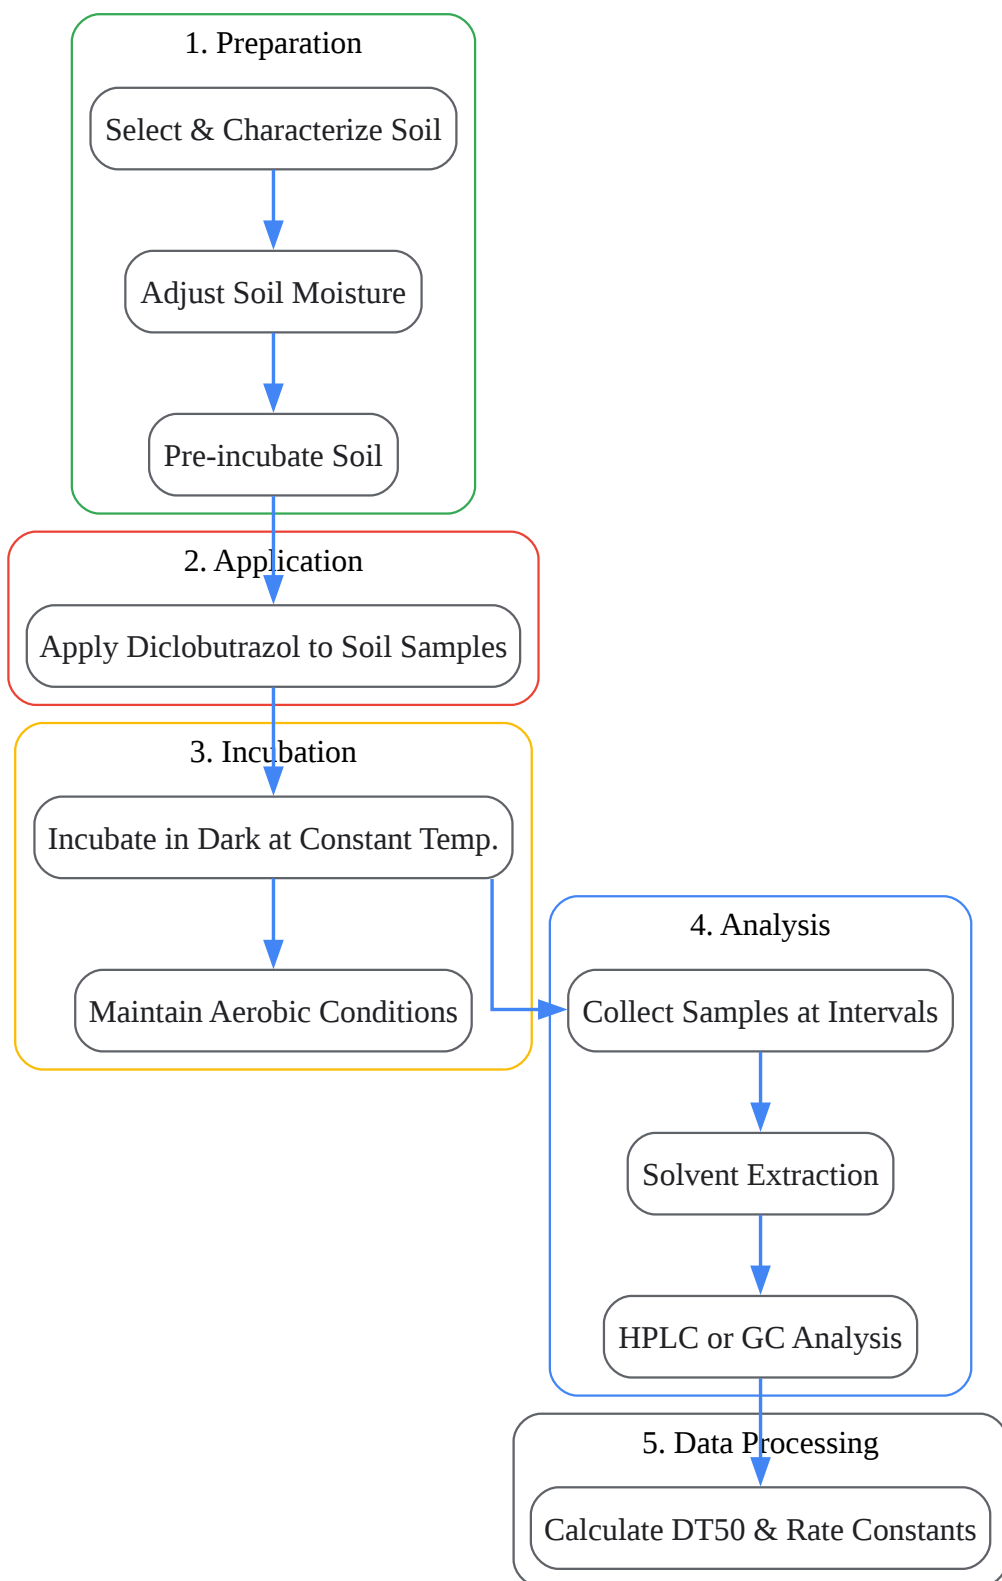 1. Preparation
Select & Characterize Soil
Adjust Soil Moisture
Pre-incubate Soil
2. Application
Apply Diclobutrazol to Soil Samples
3. Incubation
Incubate in Dark at Constant Temp.
Maintain Aerobic Conditions
4. Analysis
Collect Samples at Intervals
Solvent Extraction
HPLC or GC Analysis
5. Data Processing
Calculate DT50 & Rate Constants